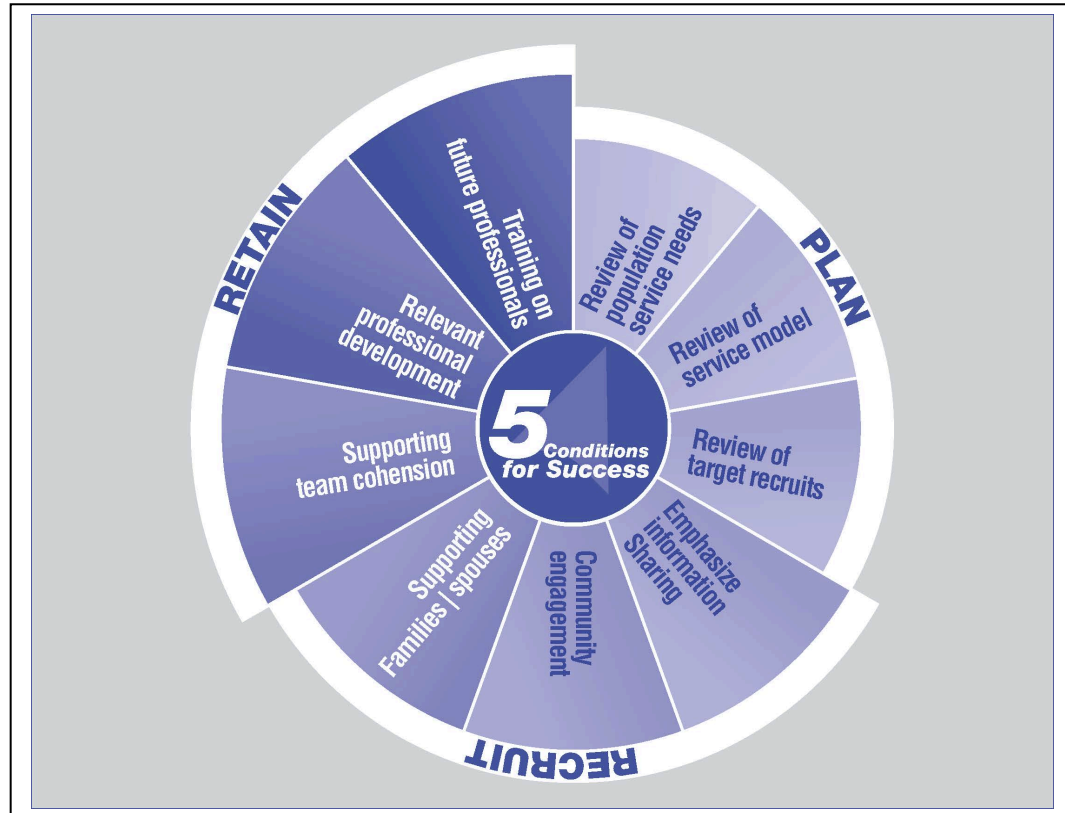 PLAN
Review of
population
service needs
Review of
service model
Review of
target recruits
RECRUIT
Emphasize
information
Sharing
Community
engagement
Supporting
Families | spouses
RETAIN
Supporting
team cohension
Relevant
professional
development
Training on
future professionals
5 Conditions
for Success